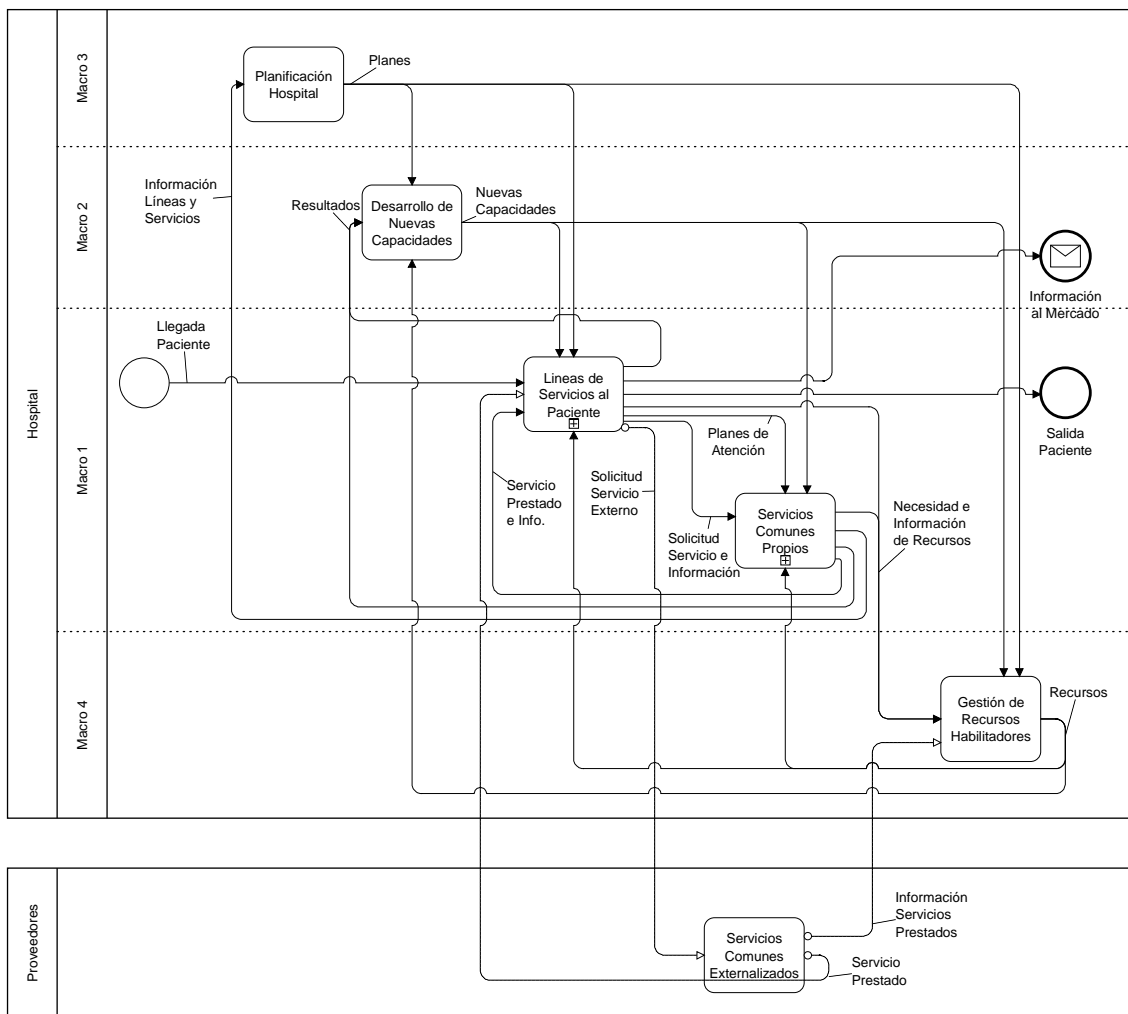 Hospital
Macro 3
Planificación
Hospital
Planes
Macro 2
Información
Líneas y
Servicios
Resultados
Desarrollo de
Nuevas
Capacidades
Nuevas
Capacidades
Información
al Mercado
Macro 1
Llegada
Paciente
Lineas de
Servicios al
Paciente
Salida
Paciente
Planes de
Atención
Servicio
Prestado
e Info.
Solicitud
Servicio
Externo
Solicitud
Servicio e
Información
Servicios
Comunes
Propios
Necesidad e
Información
de Recursos
Macro 4
Gestión de
Recursos
Habilitadores
Recursos
Proveedores
Servicios
Comunes
Externalizados
Información
Servicios
Prestados
Servicio
Prestado